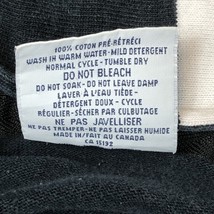 100% COTON PRÉ-RÉTRÉCI
WASH IN WARM WATER - MILD DETERGENT
NORMAL CYCLE - TUMBLE DRY
DO NOT BLEACH
DO NOT SOAK - DO NOT LEAVE DAMP
LAVER À L'EAU TIÈDE -
DÉTERGENT DOUX - CYCLE
RÉGULIER - SÉCHER PAR CULBUTAGE
NE PAS JAVELLISER
NE PAS TREMPER - NE PAS LAISSER HUMIDE
MADE IN / FAIT AU CANADA
CA 15192